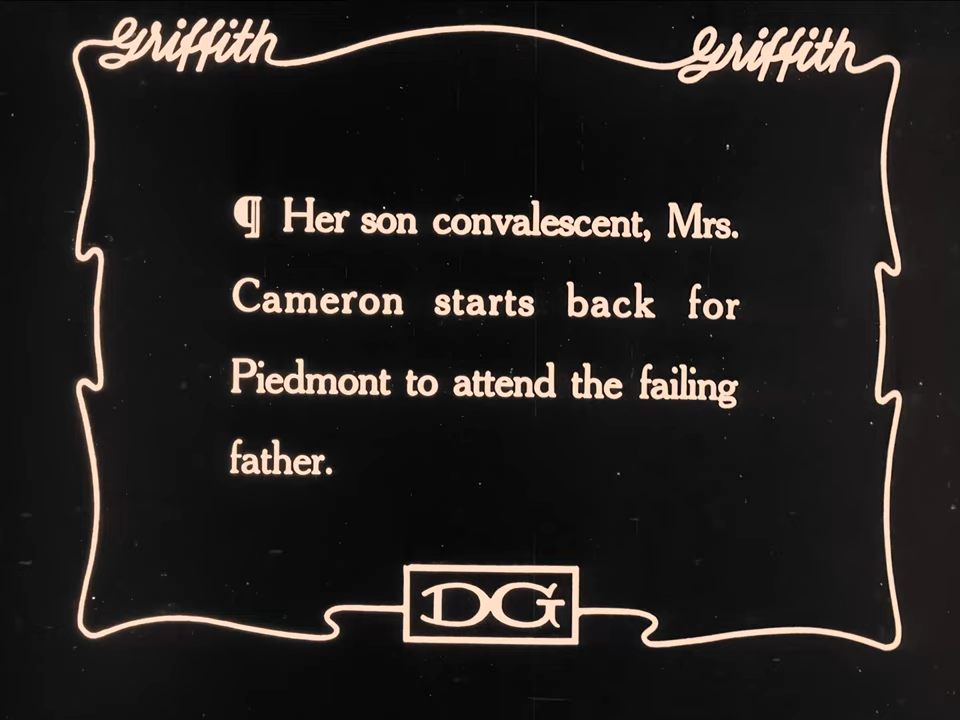 Griffith Griffith
¶ Her son convalescent, Mrs.
Cameron starts back for
Piedmont to attend the failing
father.
DG